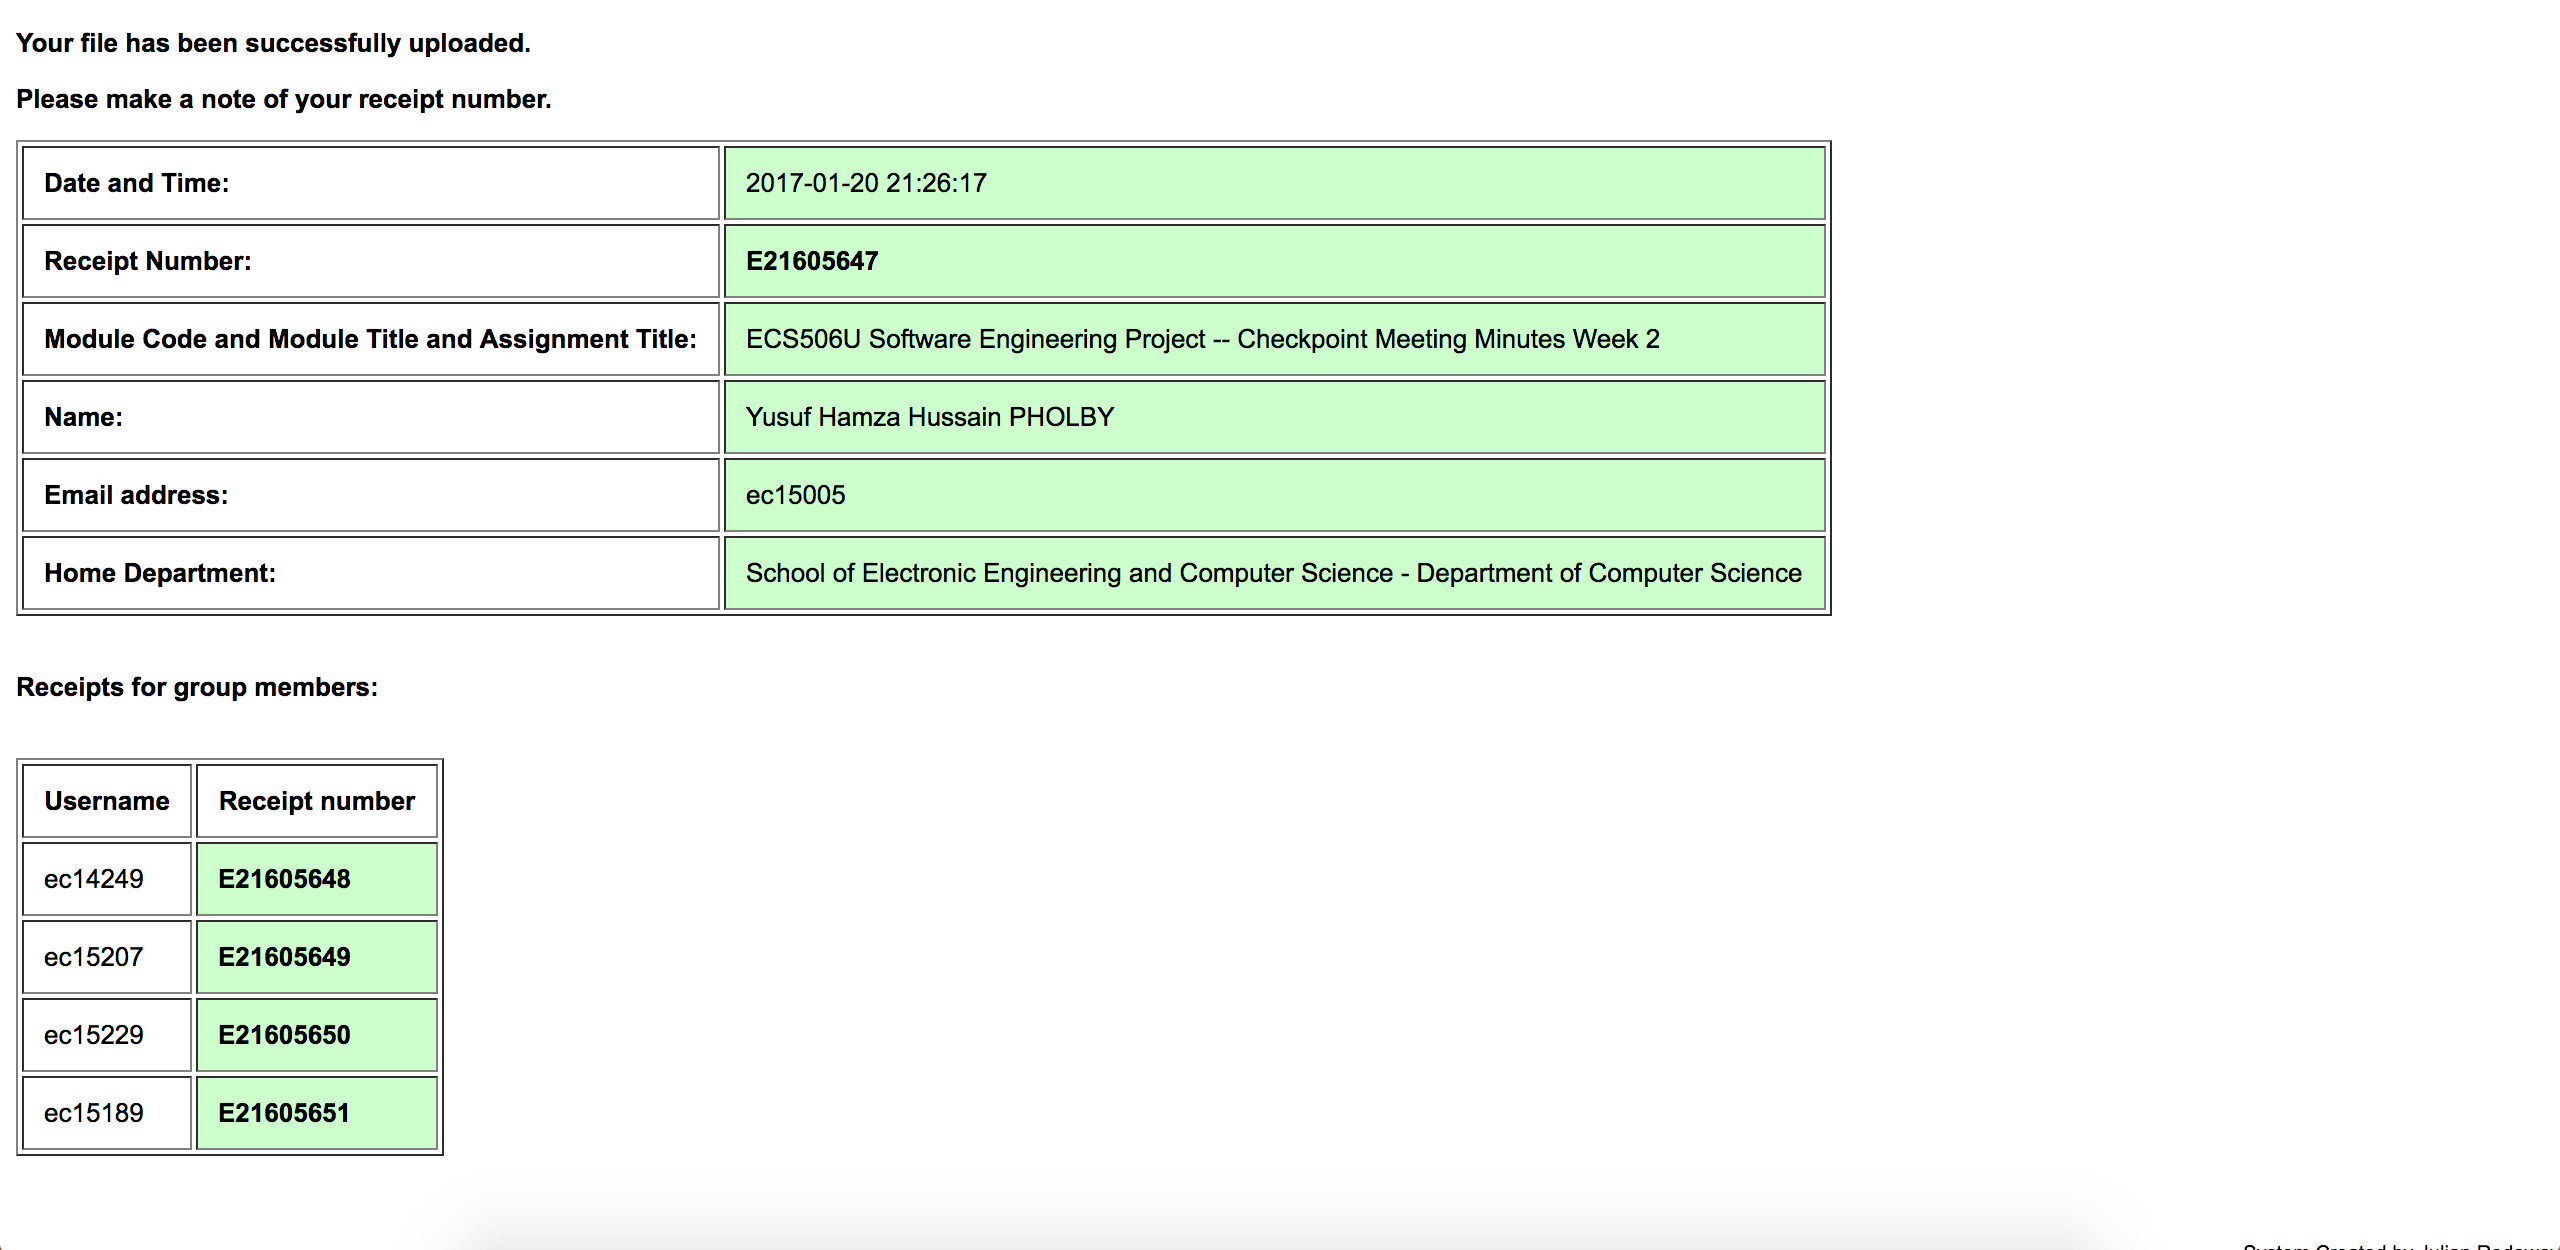 Your file has been successfully uploaded.
Please make a note of your receipt number.
Date and Time: 2017-01-20 21:26:17
Receipt Number: E21605647
Module Code and Module Title and Assignment Title: ECS506U Software Engineering Project -- Checkpoint Meeting Minutes Week 2
Name: Yusuf Hamza Hussain PHOLBY
Email address: ec15005
Home Department: School of Electronic Engineering and Computer Science - Department of Computer Science
Receipts for group members:
Username Receipt number
ec14249 E21605648
ec15207 E21605649
ec15229 E21605650
ec15189 E21605651
System Created by Julian